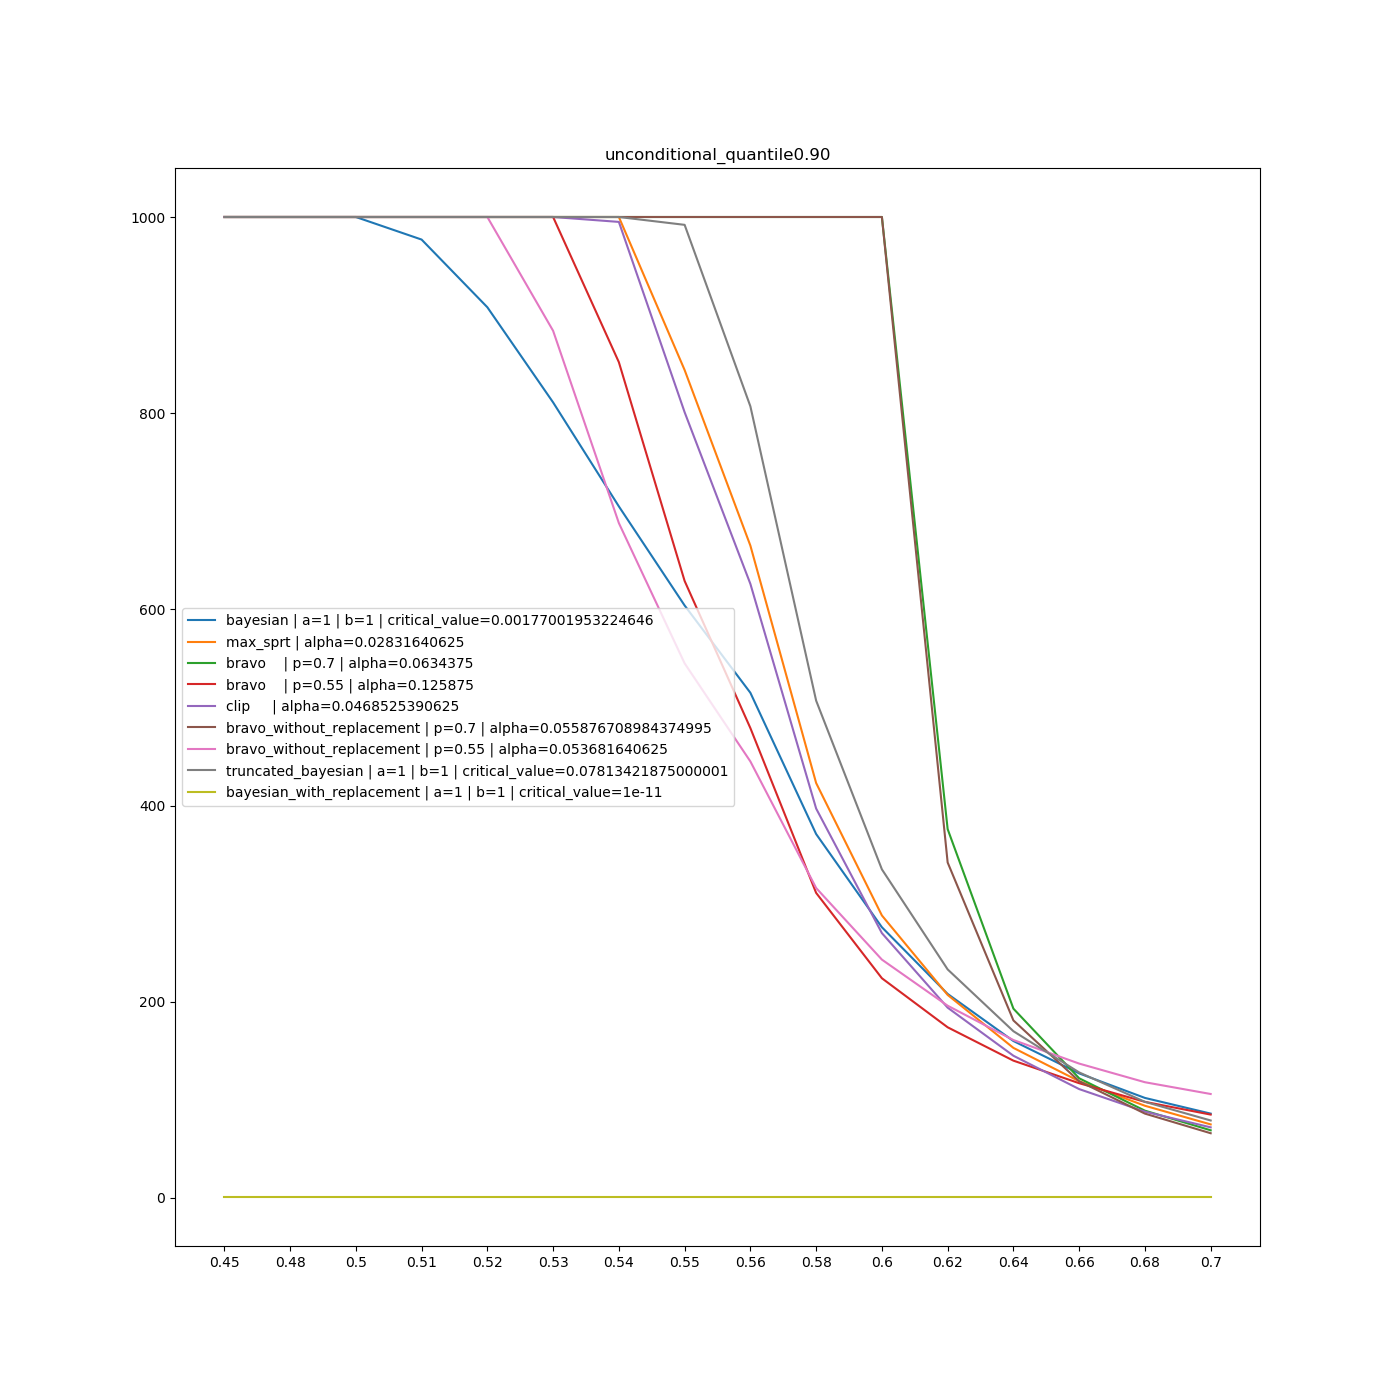 unconditional_quantile0.90
1000
800
600
400
200
0
bayesian | a=1 | b=1 | critical_value=0.00177001953224646
max_sprt | alpha=0.02831640625
bravo    | p=0.7 | alpha=0.0634375
bravo    | p=0.55 | alpha=0.125875
clip     | alpha=0.0468525390625
bravo_without_replacement | p=0.7 | alpha=0.055876708984374995
bravo_without_replacement | p=0.55 | alpha=0.053681640625
truncated_bayesian | a=1 | b=1 | critical_value=0.07813421875000001
bayesian_with_replacement | a=1 | b=1 | critical_value=1e-11
0.45 0.48 0.5 0.51 0.52 0.53 0.54 0.55 0.56 0.58 0.6 0.62 0.64 0.66 0.68 0.7